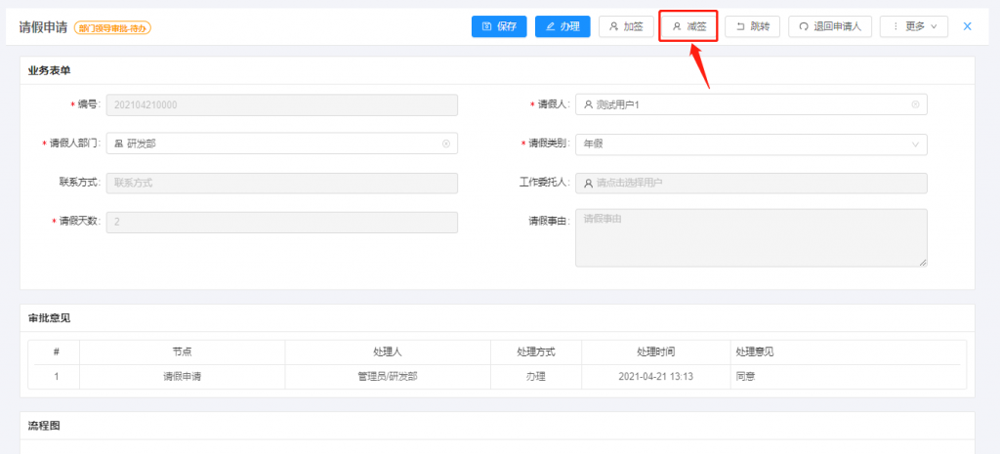 请假申请 部门领导审批-待办 保存 办理 加签 减签 跳转 退回申请人 更多
业务表单
* 编号: 202104210000 * 请假人: 测试用户1
* 请假人部门: 研发部 * 请假类别: 年假
联系方式: 联系方式 工作委托人: 请点击选择用户
* 请假天数: 2 请假事由: 请假事由
审批意见
# 节点 处理人 处理方式 处理时间 处理意见
1 请假申请 管理员/研发部 办理 2021-04-21 13:13 同意
流程图